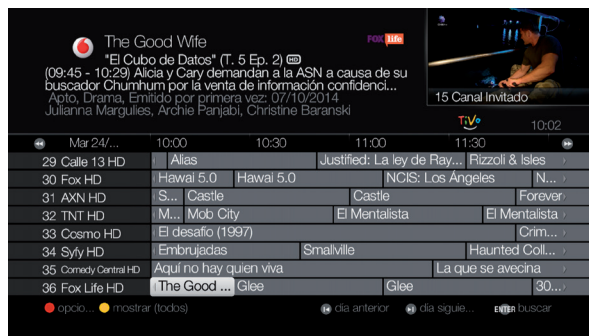 The Good Wife
FOX life
"El Cubo de Datos" (T. 5 Ep. 2) HD
(09:45 - 10:29) Alicia y Cary demandan a la ASN a causa de su
buscador Chumhum por la venta de información confidenci...
Apto, Drama, Emitido por primera vez: 07/10/2014
Julianna Margulies, Archie Panjabi, Christine Baranski
15 Canal Invitado
TiVo
10:02
Mar 24/... 10:00 10:30 11:00 11:30
29 Calle 13 HD Alias Justified: La ley de Ray... Rizzoli & Isles
30 Fox HD Hawai 5.0 Hawai 5.0 NCIS: Los Ángeles N...
31 AXN HD S... Castle Castle Forever
32 TNT HD M... Mob City El Mentalista El Mentalista
33 Cosmo HD El desafío (1997) Crim...
34 Syfy HD Embrujadas Smallville Haunted Coll...
35 Comedy Central HD Aquí no hay quien viva La que se avecina
36 Fox Life HD The Good ... Glee Glee 30...
opcio... mostrar (todos) día anterior día siguie... ENTER buscar